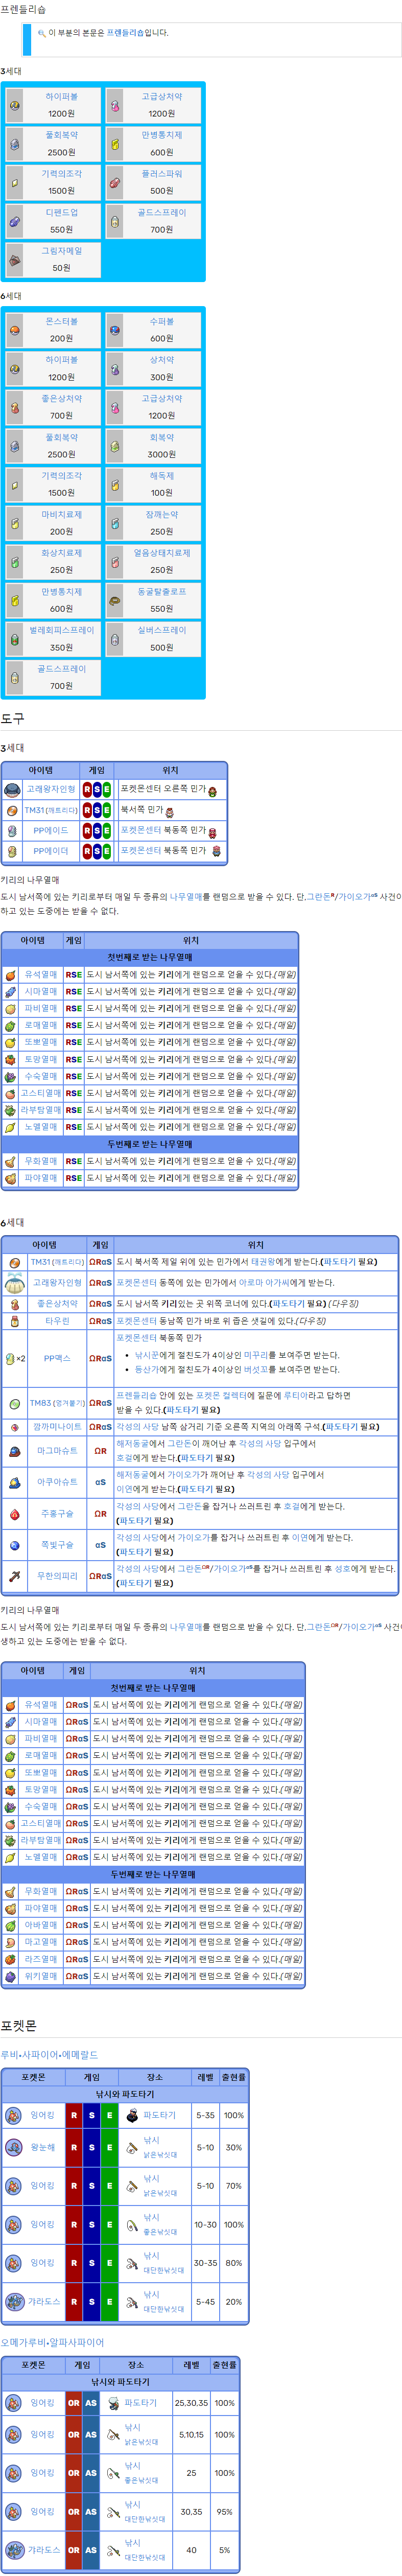 프렌들리숍
이 부분의 본문은 프렌들리숍입니다.
3세대
하이퍼볼 고급상처약
1200원 1200원
풀회복약 만병통치제
2500원 600원
기력의조각 플러스파워
1500원 500원
디펜드업 골드스프레이
550원 700원
그림자메일
50원
6세대
몬스터볼 수퍼볼
200원 600원
하이퍼볼 상처약
1200원 300원
좋은상처약 고급상처약
700원 1200원
풀회복약 회복약
2500원 3000원
기력의조각 해독제
1500원 100원
마비치료제 잠깨는약
200원 250원
화상치료제 얼음상태치료제
250원 250원
만병통치제 동굴탈출로프
600원 550원
벌레회피스프레이 실버스프레이
350원 500원
골드스프레이
700원
도구
3세대
아이템 게임 위치
고래왕자인형 R S E 포켓몬센터 오른쪽 민가
TM31 (깨트리다) R S E 북서쪽 민가
PP에이드 R S E 포켓몬센터 북동쪽 민가
PP에이더 R S E 포켓몬센터 북동쪽 민가
키리의 나무열매
도시 남서쪽에 있는 키리로부터 매일 두 종류의 나무열매를 랜덤으로 받을 수 있다. 단,그란돈R/가이오가αS 사건이
하고 있는 도중에는 받을 수 없다.
아이템 게임 위치
첫번째로 받는 나무열매
유석열매 RSE 도시 남서쪽에 있는 키리에게 랜덤으로 얻을 수 있다.(매일)
시마열매 RSE 도시 남서쪽에 있는 키리에게 랜덤으로 얻을 수 있다.(매일)
파비열매 RSE 도시 남서쪽에 있는 키리에게 랜덤으로 얻을 수 있다.(매일)
로매열매 RSE 도시 남서쪽에 있는 키리에게 랜덤으로 얻을 수 있다.(매일)
또뽀열매 RSE 도시 남서쪽에 있는 키리에게 랜덤으로 얻을 수 있다.(매일)
토망열매 RSE 도시 남서쪽에 있는 키리에게 랜덤으로 얻을 수 있다.(매일)
수숙열매 RSE 도시 남서쪽에 있는 키리에게 랜덤으로 얻을 수 있다.(매일)
고스티열매 RSE 도시 남서쪽에 있는 키리에게 랜덤으로 얻을 수 있다.(매일)
라부탐열매 RSE 도시 남서쪽에 있는 키리에게 랜덤으로 얻을 수 있다.(매일)
노멜열매 RSE 도시 남서쪽에 있는 키리에게 랜덤으로 얻을 수 있다.(매일)
두번째로 받는 나무열매
무화열매 RSE 도시 남서쪽에 있는 키리에게 랜덤으로 얻을 수 있다.(매일)
파야열매 RSE 도시 남서쪽에 있는 키리에게 랜덤으로 얻을 수 있다.(매일)
6세대
아이템 게임 위치
TM31 (깨트리다) ΩRαS 도시 북서쪽 제일 위에 있는 민가에서 태권왕에게 받는다.(파도타기 필요)
고래왕자인형 ΩRαS 포켓몬센터 동쪽에 있는 민가에서 아로마 아가씨에게 받는다.
좋은상처약 ΩRαS 도시 남서쪽 키리있는 곳 위쪽 코너에 있다.(파도타기 필요) (다우징)
타우린 ΩRαS 포켓몬센터 동남쪽 민가 바로 위 좁은 샛길에 있다.(다우징)
×2 PP맥스 ΩRαS 포켓몬센터 북동쪽 민가
• 낚시꾼에게 절친도가 4이상인 미꾸리를 보여주면 받는다.
• 등산가에게 절친도가 4이상인 버섯꼬를 보여주면 받는다.
TM83 (엉겨붙기) ΩRαS 프렌들리숍 안에 있는 포켓몬 컬렉터에 질문에 루티아라고 답하면
받을 수 있다.(파도타기 필요)
깜까미나이트 ΩRαS 각성의 사당 남쪽 삼거리 기준 오른쪽 지역의 아래쪽 구석.(파도타기 필요)
마그마슈트 ΩR 해저동굴에서 그란돈이 깨어난 후 각성의 사당 입구에서
호걸에게 받는다.(파도타기 필요)
아쿠아슈트 αS 해저동굴에서 가이오가가 깨어난 후 각성의 사당 입구에서
이연에게 받는다.(파도타기 필요)
주홍구슬 ΩR 각성의 사당에서 그란돈을 잡거나 쓰러트린 후 호걸에게 받는다.
(파도타기 필요)
쪽빛구슬 αS 각성의 사당에서 가이오가를 잡거나 쓰러트린 후 이연에게 받는다.
(파도타기 필요)
무한의피리 ΩRαS 각성의 사당에서 그란돈ΩR/가이오가αS를 잡거나 쓰러트린 후 성호에게 받는다.
(파도타기 필요)
키리의 나무열매
도시 남서쪽에 있는 키리로부터 매일 두 종류의 나무열매를 랜덤으로 받을 수 있다. 단,그란돈ΩR/가이오가αS 사건이
생하고 있는 도중에는 받을 수 없다.
아이템 게임 위치
첫번째로 받는 나무열매
유석열매 ΩRαS 도시 남서쪽에 있는 키리에게 랜덤으로 얻을 수 있다.(매일)
시마열매 ΩRαS 도시 남서쪽에 있는 키리에게 랜덤으로 얻을 수 있다.(매일)
파비열매 ΩRαS 도시 남서쪽에 있는 키리에게 랜덤으로 얻을 수 있다.(매일)
로매열매 ΩRαS 도시 남서쪽에 있는 키리에게 랜덤으로 얻을 수 있다.(매일)
또뽀열매 ΩRαS 도시 남서쪽에 있는 키리에게 랜덤으로 얻을 수 있다.(매일)
토망열매 ΩRαS 도시 남서쪽에 있는 키리에게 랜덤으로 얻을 수 있다.(매일)
수숙열매 ΩRαS 도시 남서쪽에 있는 키리에게 랜덤으로 얻을 수 있다.(매일)
고스티열매 ΩRαS 도시 남서쪽에 있는 키리에게 랜덤으로 얻을 수 있다.(매일)
라부탐열매 ΩRαS 도시 남서쪽에 있는 키리에게 랜덤으로 얻을 수 있다.(매일)
노멜열매 ΩRαS 도시 남서쪽에 있는 키리에게 랜덤으로 얻을 수 있다.(매일)
두번째로 받는 나무열매
무화열매 ΩRαS 도시 남서쪽에 있는 키리에게 랜덤으로 얻을 수 있다.(매일)
파야열매 ΩRαS 도시 남서쪽에 있는 키리에게 랜덤으로 얻을 수 있다.(매일)
아바열매 ΩRαS 도시 남서쪽에 있는 키리에게 랜덤으로 얻을 수 있다.(매일)
마고열매 ΩRαS 도시 남서쪽에 있는 키리에게 랜덤으로 얻을 수 있다.(매일)
라즈열매 ΩRαS 도시 남서쪽에 있는 키리에게 랜덤으로 얻을 수 있다.(매일)
위키열매 ΩRαS 도시 남서쪽에 있는 키리에게 랜덤으로 얻을 수 있다.(매일)
포켓몬
루비•사파이어•에메랄드
포켓몬 게임 장소 레벨 출현률
낚시와 파도타기
잉어킹 R S E 파도타기 5-35 100%
왕눈해 R S E 낚시 5-10 30%
낡은낚싯대
잉어킹 R S E 낚시 5-10 70%
낡은낚싯대
잉어킹 R S E 낚시 10-30 100%
좋은낚싯대
잉어킹 R S E 낚시 30-35 80%
대단한낚싯대
갸라도스 R S E 낚시 5-45 20%
대단한낚싯대
오메가루비•알파사파이어
포켓몬 게임 장소 레벨 출현률
낚시와 파도타기
잉어킹 OR AS 파도타기 25,30,35 100%
잉어킹 OR AS 낚시 5,10,15 100%
낡은낚싯대
잉어킹 OR AS 낚시 25 100%
좋은낚싯대
잉어킹 OR AS 낚시 30,35 95%
대단한낚싯대
갸라도스 OR AS 낚시 40 5%
대단한낚싯대